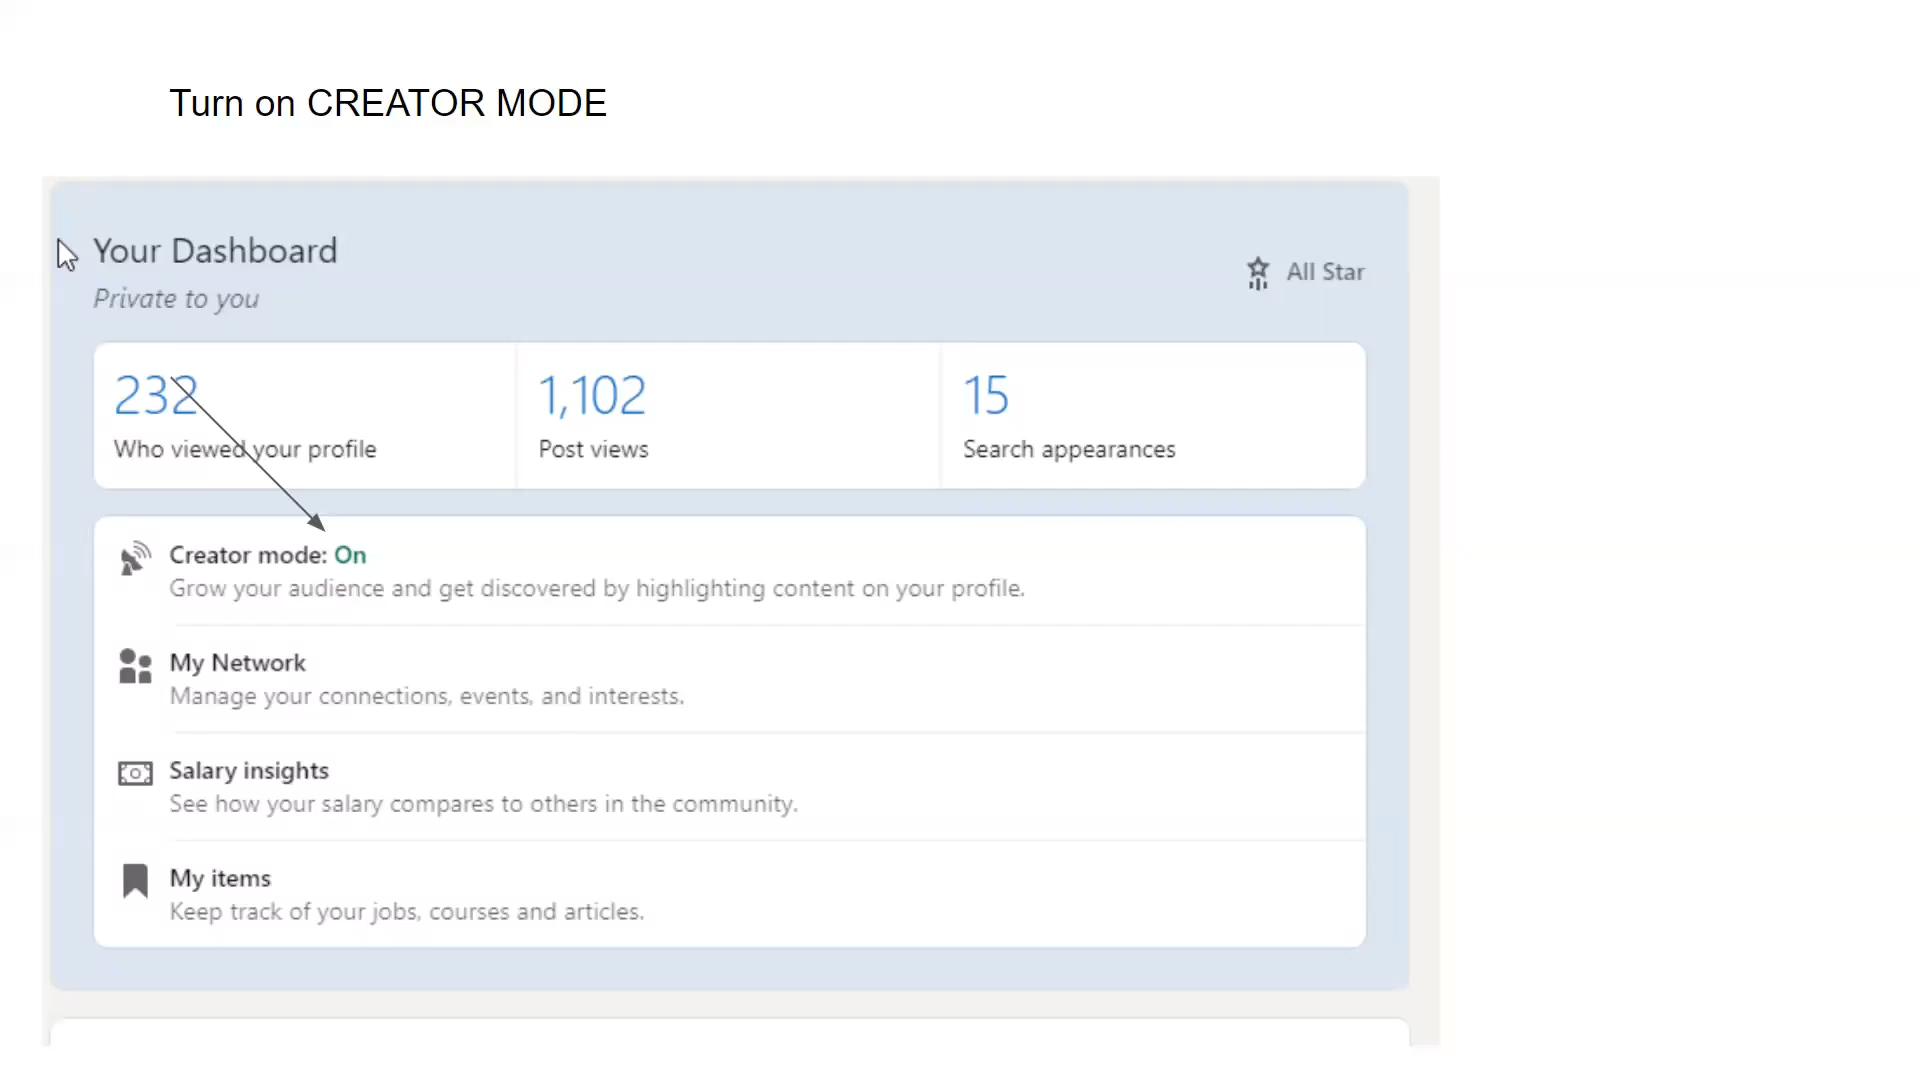 Turn on CREATOR MODE
Your Dashboard
Private to you
All Star
232
Who viewed your profile
1,102
Post views
15
Search appearances
Creator mode: On
Grow your audience and get discovered by highlighting content on your profile.
My Network
Manage your connections, events, and interests.
Salary insights
See how your salary compares to others in the community.
My items
Keep track of your jobs, courses and articles.